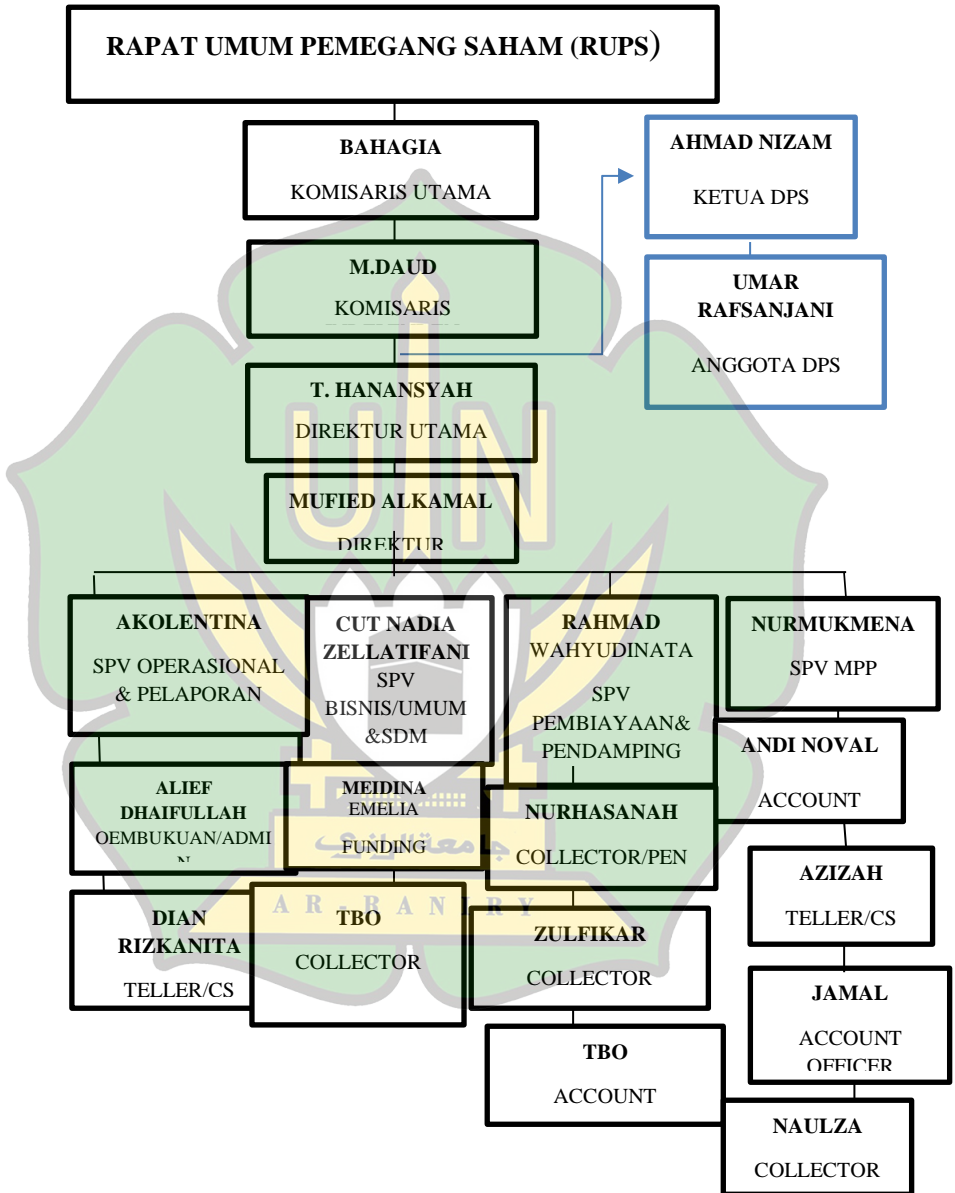 RAPAT UMUM PEMEGANG SAHAM (RUPS)
BAHAGIA
KOMISARIS UTAMA
AHMAD NIZAM
KETUA DPS
M.DAUD
KOMISARIS
UMAR
RAFSANJANI
ANGGOTA DPS
T. HANANSYAH
DIREKTUR UTAMA
MUFIED ALKAMAL
DIREKTUR
AKOLENTINA
SPV OPERASIONAL
& PELAPORAN
CUT NADIA
ZELLATIFANI
SPV
BISNIS/UMUM
&SDM
RAHMAD
WAHYUDINATA
SPV
PEMBIAYAAN&
PENDAMPING
NURMUKMENA
SPV MPP
ALIEF
DHAIFULLAH
OEMBUKUAN/ADMI
N
MEIDINA
EMELIA
FUNDING
NURHASANAH
COLLECTOR/PEN
ANDI NOVAL
ACCOUNT
DIAN
RIZKANITA
TELLER/CS
TBO
COLLECTOR
ZULFIKAR
COLLECTOR
AZIZAH
TELLER/CS
TBO
ACCOUNT
JAMAL
ACCOUNT
OFFICER
NAULZA
COLLECTOR
UIN
جامعة الرانري
AR-RANIRY